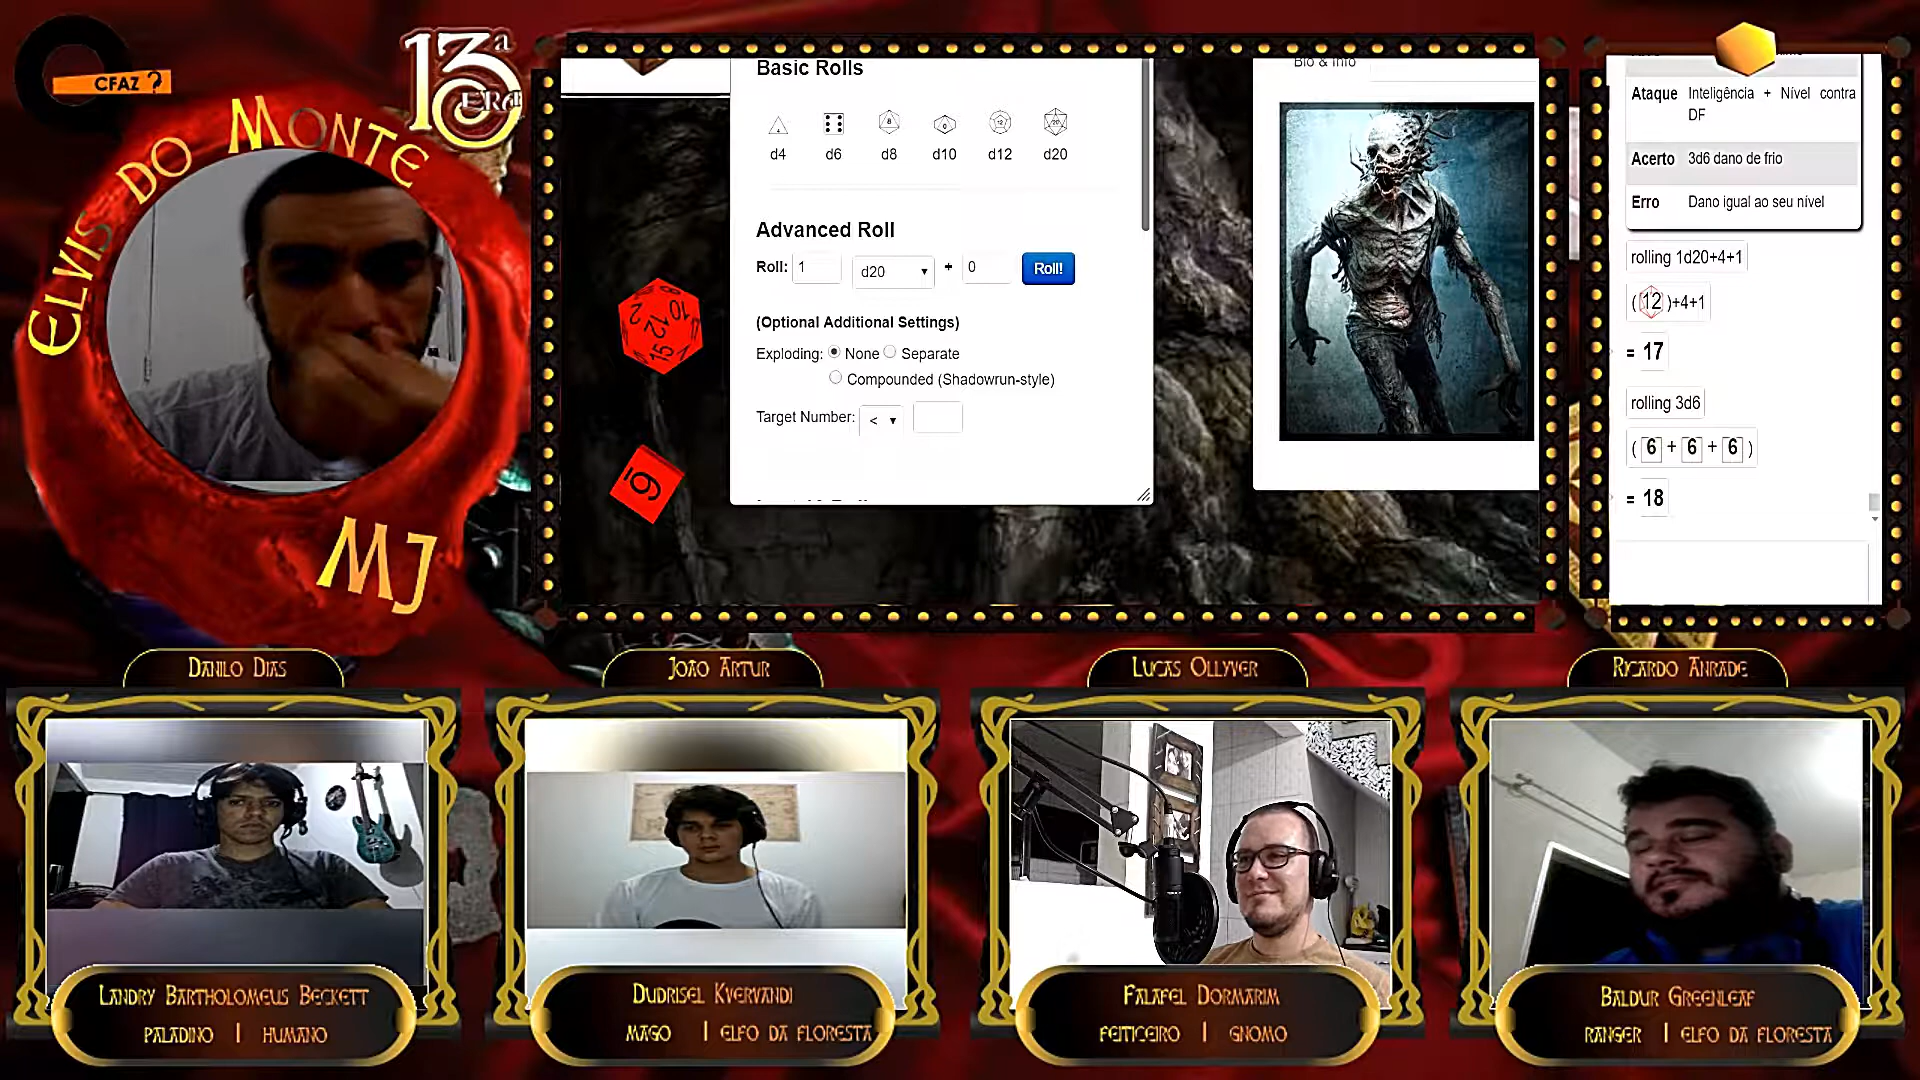 CFAZ ?
13ª
ERA
ELVIS DO MONTE
MJ
Basic Rolls
d4 d6 d8 d10 d12 d20
Advanced Roll
Roll: 1 d20 + 0 Roll!
(Optional Additional Settings)
Exploding: None Separate
Compounded (Shadowrun-style)
Target Number: <
Bio & Info
Ataque Inteligência + Nível contra
DF
Acerto 3d6 dano de frio
Erro Dano igual ao seu nível
rolling 1d20+4+1
(12)+4+1
= 17
rolling 3d6
(6 + 6 + 6)
= 18
DANILO DIAS
JOÃO ARTUR
LUCAS OLLYVER
RICARDO ANRADE
LANDRY BARTHOLOMEUS BECKETT
PALADINO | HUMANO
DUDRISEL KVERVANDI
MAGO | ELFO DA FLORESTA
FALAFEL DORMARIM
FEITICEIRO | GNOMO
BALDUR GREENLEAF
RANGER | ELFO DA FLORESTA